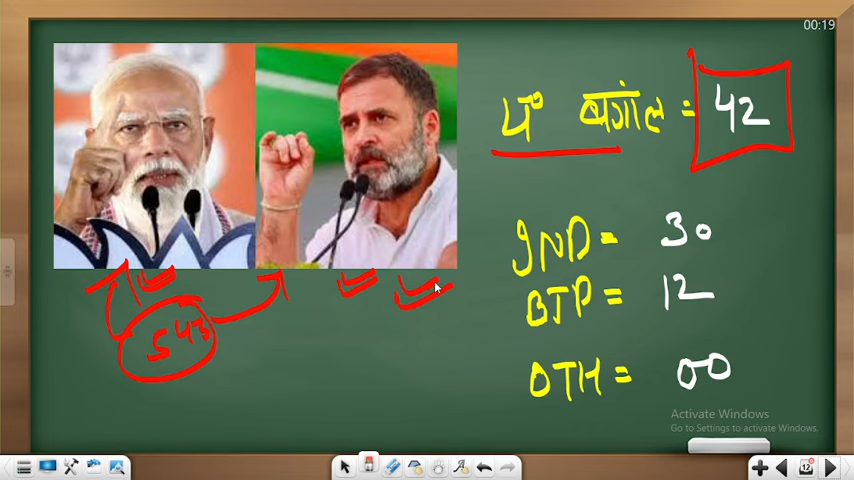 00:19
प० बगांल = 42
IND = 30
BJP = 12
OTH = 00
543
Activate Windows
Go to Settings to activate Windows.
12